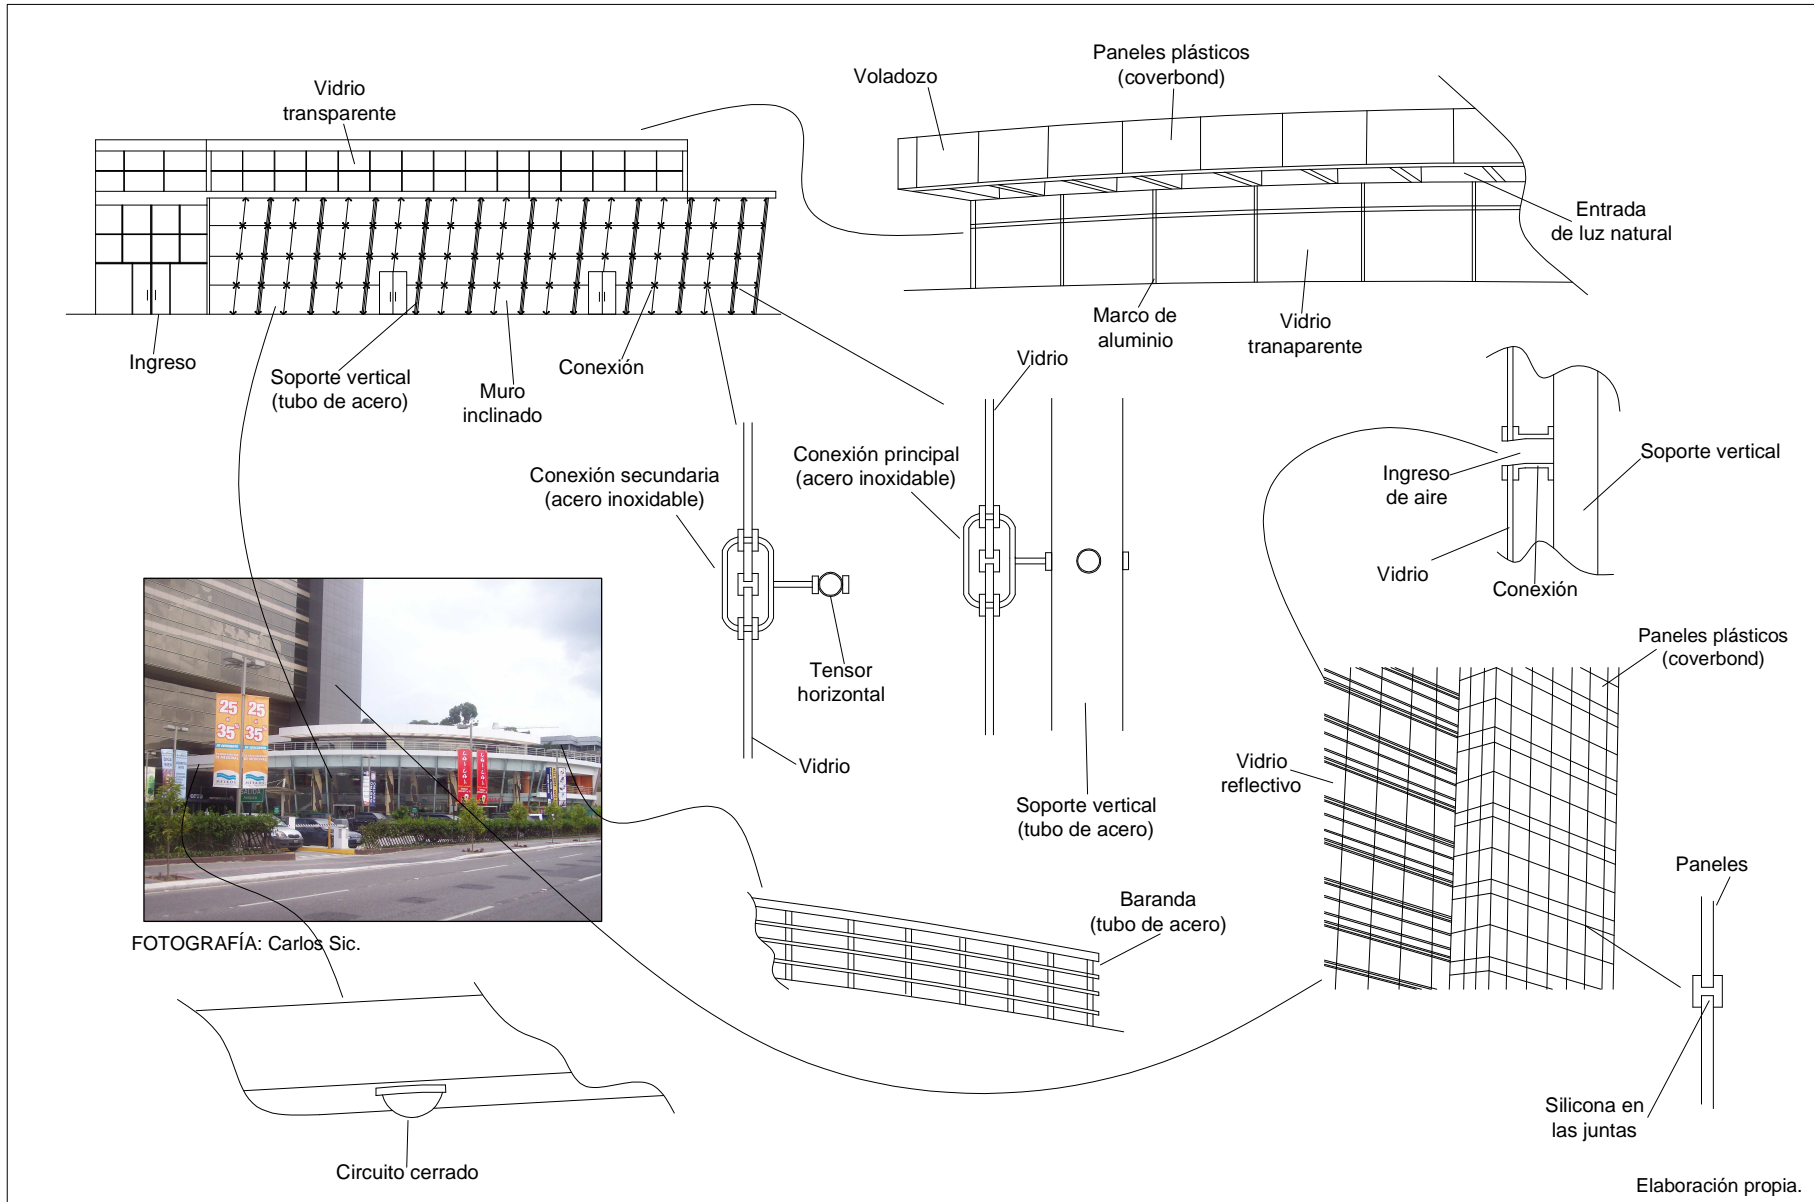 Vidrio
transparente
Voladozo
Paneles plásticos
(coverbond)
Entrada
de luz natural
Marco de
aluminio
Vidrio
tranaparente
Ingreso
Soporte vertical
(tubo de acero)
Muro
inclinado
Conexión
Vidrio
Conexión secundaria
(acero inoxidable)
Conexión principal
(acero inoxidable)
Ingreso
de aire
Soporte vertical
Vidrio
Conexión
Tensor
horizontal
Vidrio
Soporte vertical
(tubo de acero)
Paneles plásticos
(coverbond)
Vidrio
reflectivo
25
35%
25
35%
SALIDA
FOTOGRAFÍA: Carlos Sic.
Baranda
(tubo de acero)
Paneles
Silicona en
las juntas
Circuito cerrado
Elaboración propia.